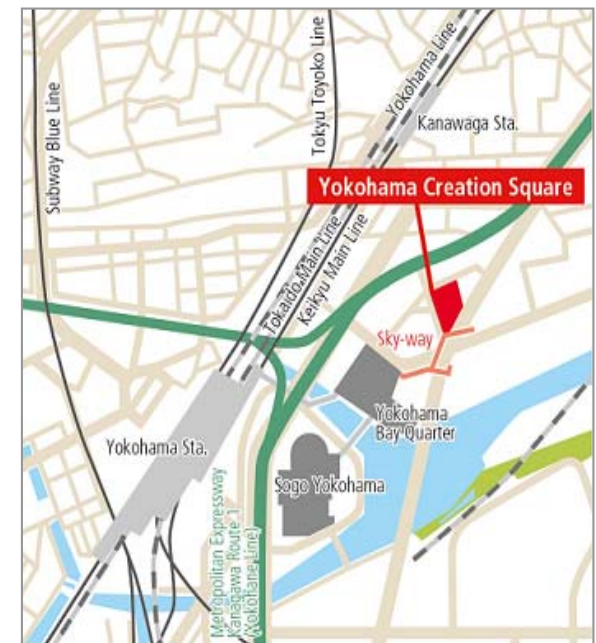 Subway Blue Line
Tokyu Toyoko Line
Yokohama Line
Kanawaga Sta.
Yokohama Creation Square
Tokaido Main Line
Keikyu Main Line
Sky-way
Yokohama
Bay Quarter
Yokohama Sta.
Sogo Yokohama
Metropolitan Expressway
Kanagawa Route 1
(Yokohane Line)